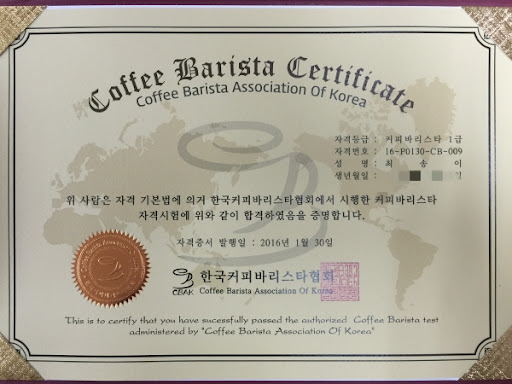 Coffee Barista Certificate
Coffee Barista Association Of Korea
자격등급 : 커피바리스타 1급
자격번호 : 16-P0130-CB-009
성 명 : 최 송 이
생년월일 :
위 사람은 자격 기본법에 의거 한국커피바리스타협회에서 시행한 커피바리스타
자격시험에 위와 같이 합격하였음을 증명합니다.
자격증서 발행일 : 2016년 1월 30일
CBAK
한국커피바리스타협회
Coffee Barista Association Of Korea
This is to certify that you have sucessfully passed the authorized Coffee Barista test
administered by "Coffee Barista Association Of Korea"